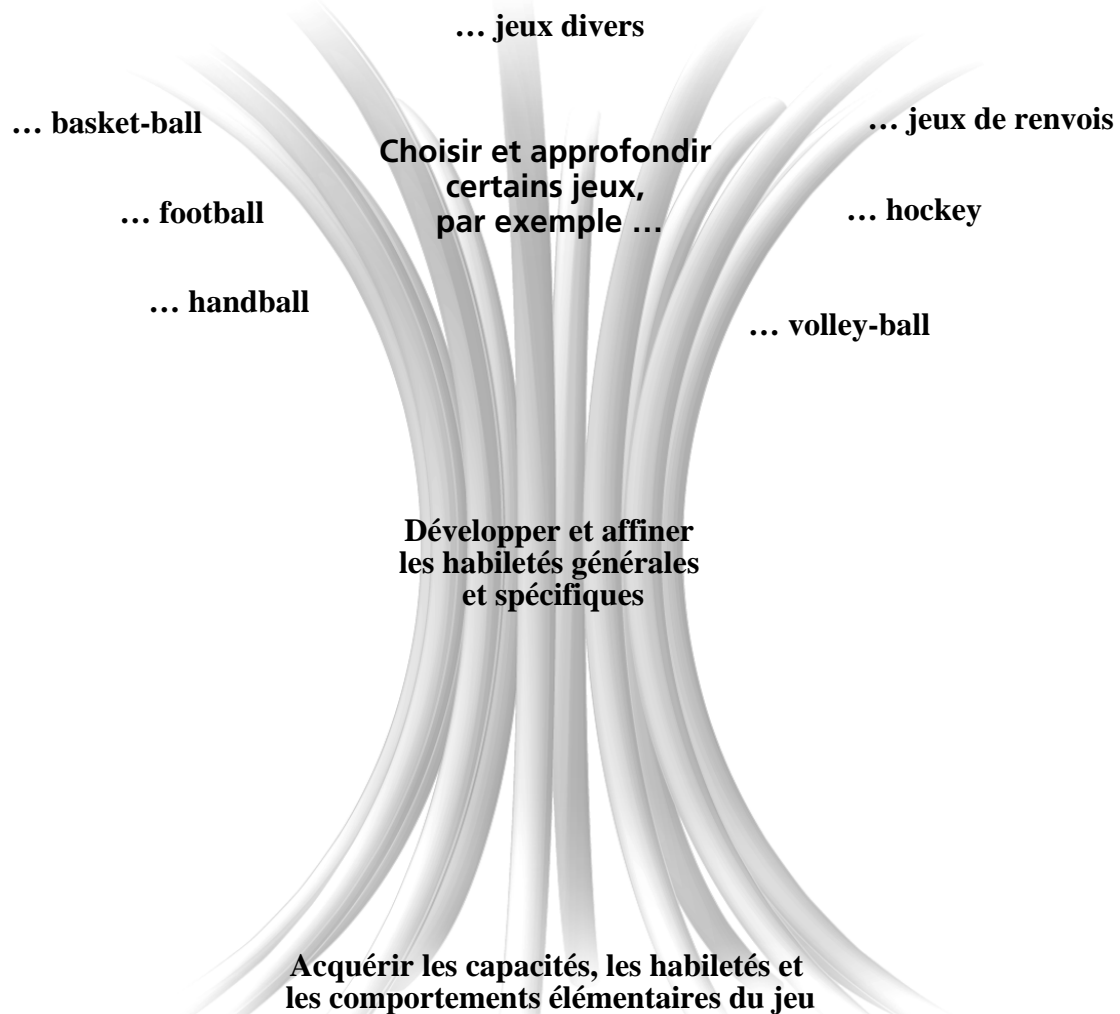 … jeux divers
… basket-ball
… jeux de renvois
Choisir et approfondir
certains jeux,
par exemple …
… football
… hockey
… handball
… volley-ball
Développer et affiner
les habiletés générales
et spécifiques
Acquérir les capacités, les habiletés et
les comportements élémentaires du jeu